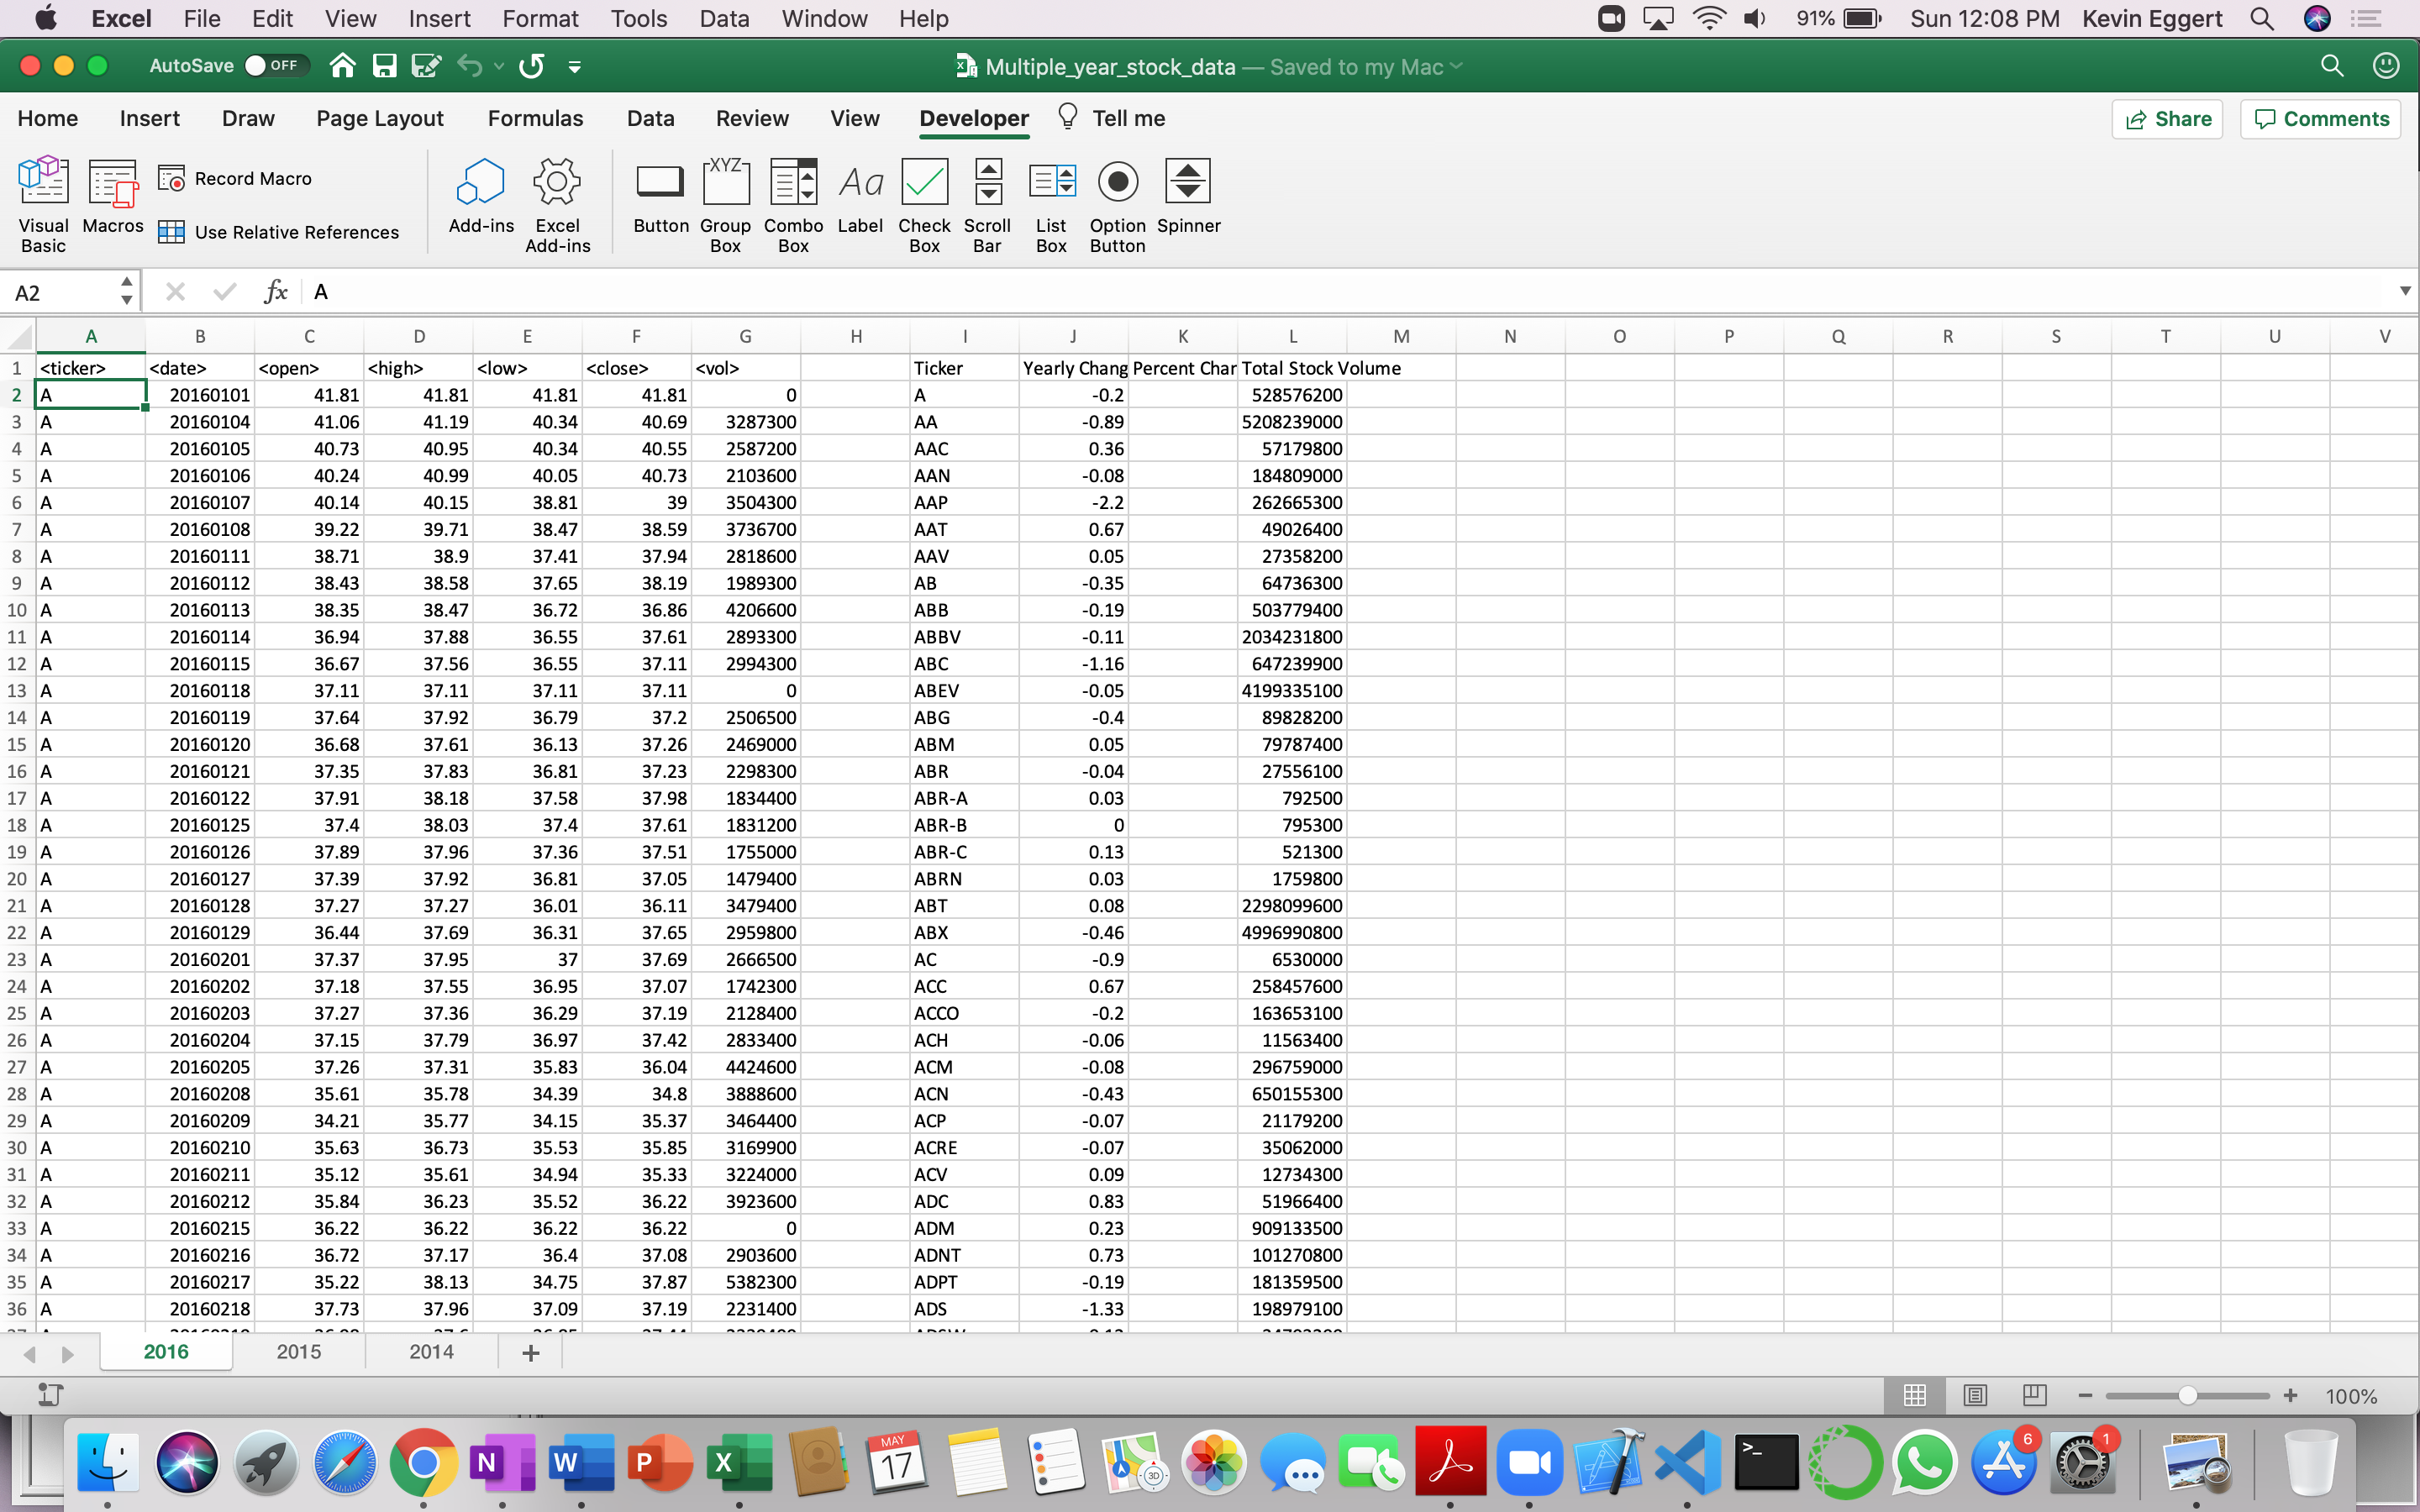 Excel File Edit View Insert Format Tools Data Window Help 91% Sun 12:08 PM Kevin Eggert
AutoSave OFF Multiple_year_stock_data — Saved to my Mac
Home Insert Draw Page Layout Formulas Data Review View Developer Tell me Share Comments
Visual Basic Macros Record Macro Use Relative References Add-ins Excel Add-ins Button Group Box Combo Box Label Check Box Scroll Bar List Box Option Button Spinner
A2 fx A
A B C D E F G H I J K L M N O P Q R S T U V
1 <ticker> <date> <open> <high> <low> <close> <vol> Ticker Yearly Chang Percent Char Total Stock Volume
2 A 20160101 41.81 41.81 41.81 41.81 0 A -0.2 528576200
3 A 20160104 41.06 41.19 40.34 40.69 3287300 AA -0.89 5208239000
4 A 20160105 40.73 40.95 40.34 40.55 2587200 AAC 0.36 57179800
5 A 20160106 40.24 40.99 40.05 40.73 2103600 AAN -0.08 184809000
6 A 20160107 40.14 40.15 38.81 39 3504300 AAP -2.2 262665300
7 A 20160108 39.22 39.71 38.47 38.59 3736700 AAT 0.67 49026400
8 A 20160111 38.71 38.9 37.41 37.94 2818600 AAV 0.05 27358200
9 A 20160112 38.43 38.58 37.65 38.19 1989300 AB -0.35 64736300
10 A 20160113 38.35 38.47 36.72 36.86 4206600 ABB -0.19 503779400
11 A 20160114 36.94 37.88 36.55 37.61 2893300 ABBV -0.11 2034231800
12 A 20160115 36.67 37.56 36.55 37.11 2994300 ABC -1.16 647239900
13 A 20160118 37.11 37.11 37.11 37.11 0 ABEV -0.05 4199335100
14 A 20160119 37.64 37.92 36.79 37.2 2506500 ABG -0.4 89828200
15 A 20160120 36.68 37.61 36.13 37.26 2469000 ABM 0.05 79787400
16 A 20160121 37.35 37.83 36.81 37.23 2298300 ABR -0.04 27556100
17 A 20160122 37.91 38.18 37.58 37.98 1834400 ABR-A 0.03 792500
18 A 20160125 37.4 38.03 37.4 37.61 1831200 ABR-B 0 795300
19 A 20160126 37.89 37.96 37.36 37.51 1755000 ABR-C 0.13 521300
20 A 20160127 37.39 37.92 36.81 37.05 1479400 ABRN 0.03 1759800
21 A 20160128 37.27 37.27 36.01 36.11 3479400 ABT 0.08 2298099600
22 A 20160129 36.44 37.69 36.31 37.65 2959800 ABX -0.46 4996990800
23 A 20160201 37.37 37.95 37 37.69 2666500 AC -0.9 6530000
24 A 20160202 37.18 37.55 36.95 37.07 1742300 ACC 0.67 258457600
25 A 20160203 37.27 37.36 36.29 37.19 2128400 ACCO -0.2 163653100
26 A 20160204 37.15 37.79 36.97 37.42 2833400 ACH -0.06 11563400
27 A 20160205 37.26 37.31 35.83 36.04 4424600 ACM -0.08 296759000
28 A 20160208 35.61 35.78 34.39 34.8 3888600 ACN -0.43 650155300
29 A 20160209 34.21 35.77 34.15 35.37 3464400 ACP -0.07 21179200
30 A 20160210 35.63 36.73 35.53 35.85 3169900 ACRE -0.07 35062000
31 A 20160211 35.12 35.61 34.94 35.33 3224000 ACV 0.09 12734300
32 A 20160212 35.84 36.23 35.52 36.22 3923600 ADC 0.83 51966400
33 A 20160215 36.22 36.22 36.22 36.22 0 ADM 0.23 909133500
34 A 20160216 36.72 37.17 36.4 37.08 2903600 ADNT 0.73 101270800
35 A 20160217 35.22 38.13 34.75 37.87 5382300 ADPT -0.19 181359500
36 A 20160218 37.73 37.96 37.09 37.19 2231400 ADS -1.33 198979100
2016 2015 2014 +
100%
N W P X MAY 17 3D >_ 6 1